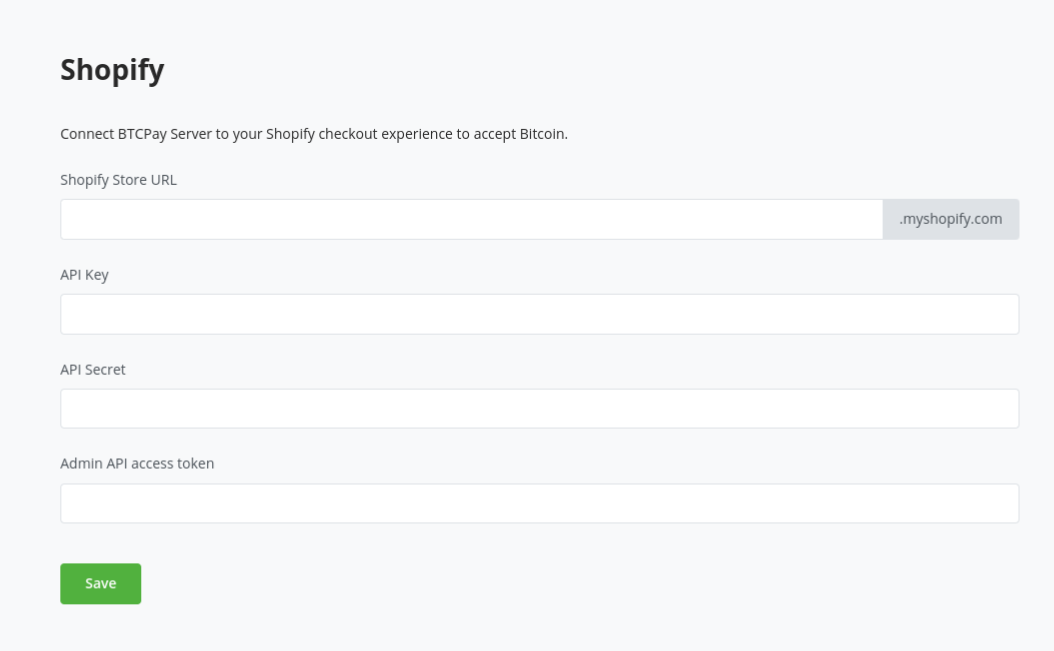 Shopify
Connect BTCPay Server to your Shopify checkout experience to accept Bitcoin.
Shopify Store URL
.myshopify.com
API Key
API Secret
Admin API access token
Save